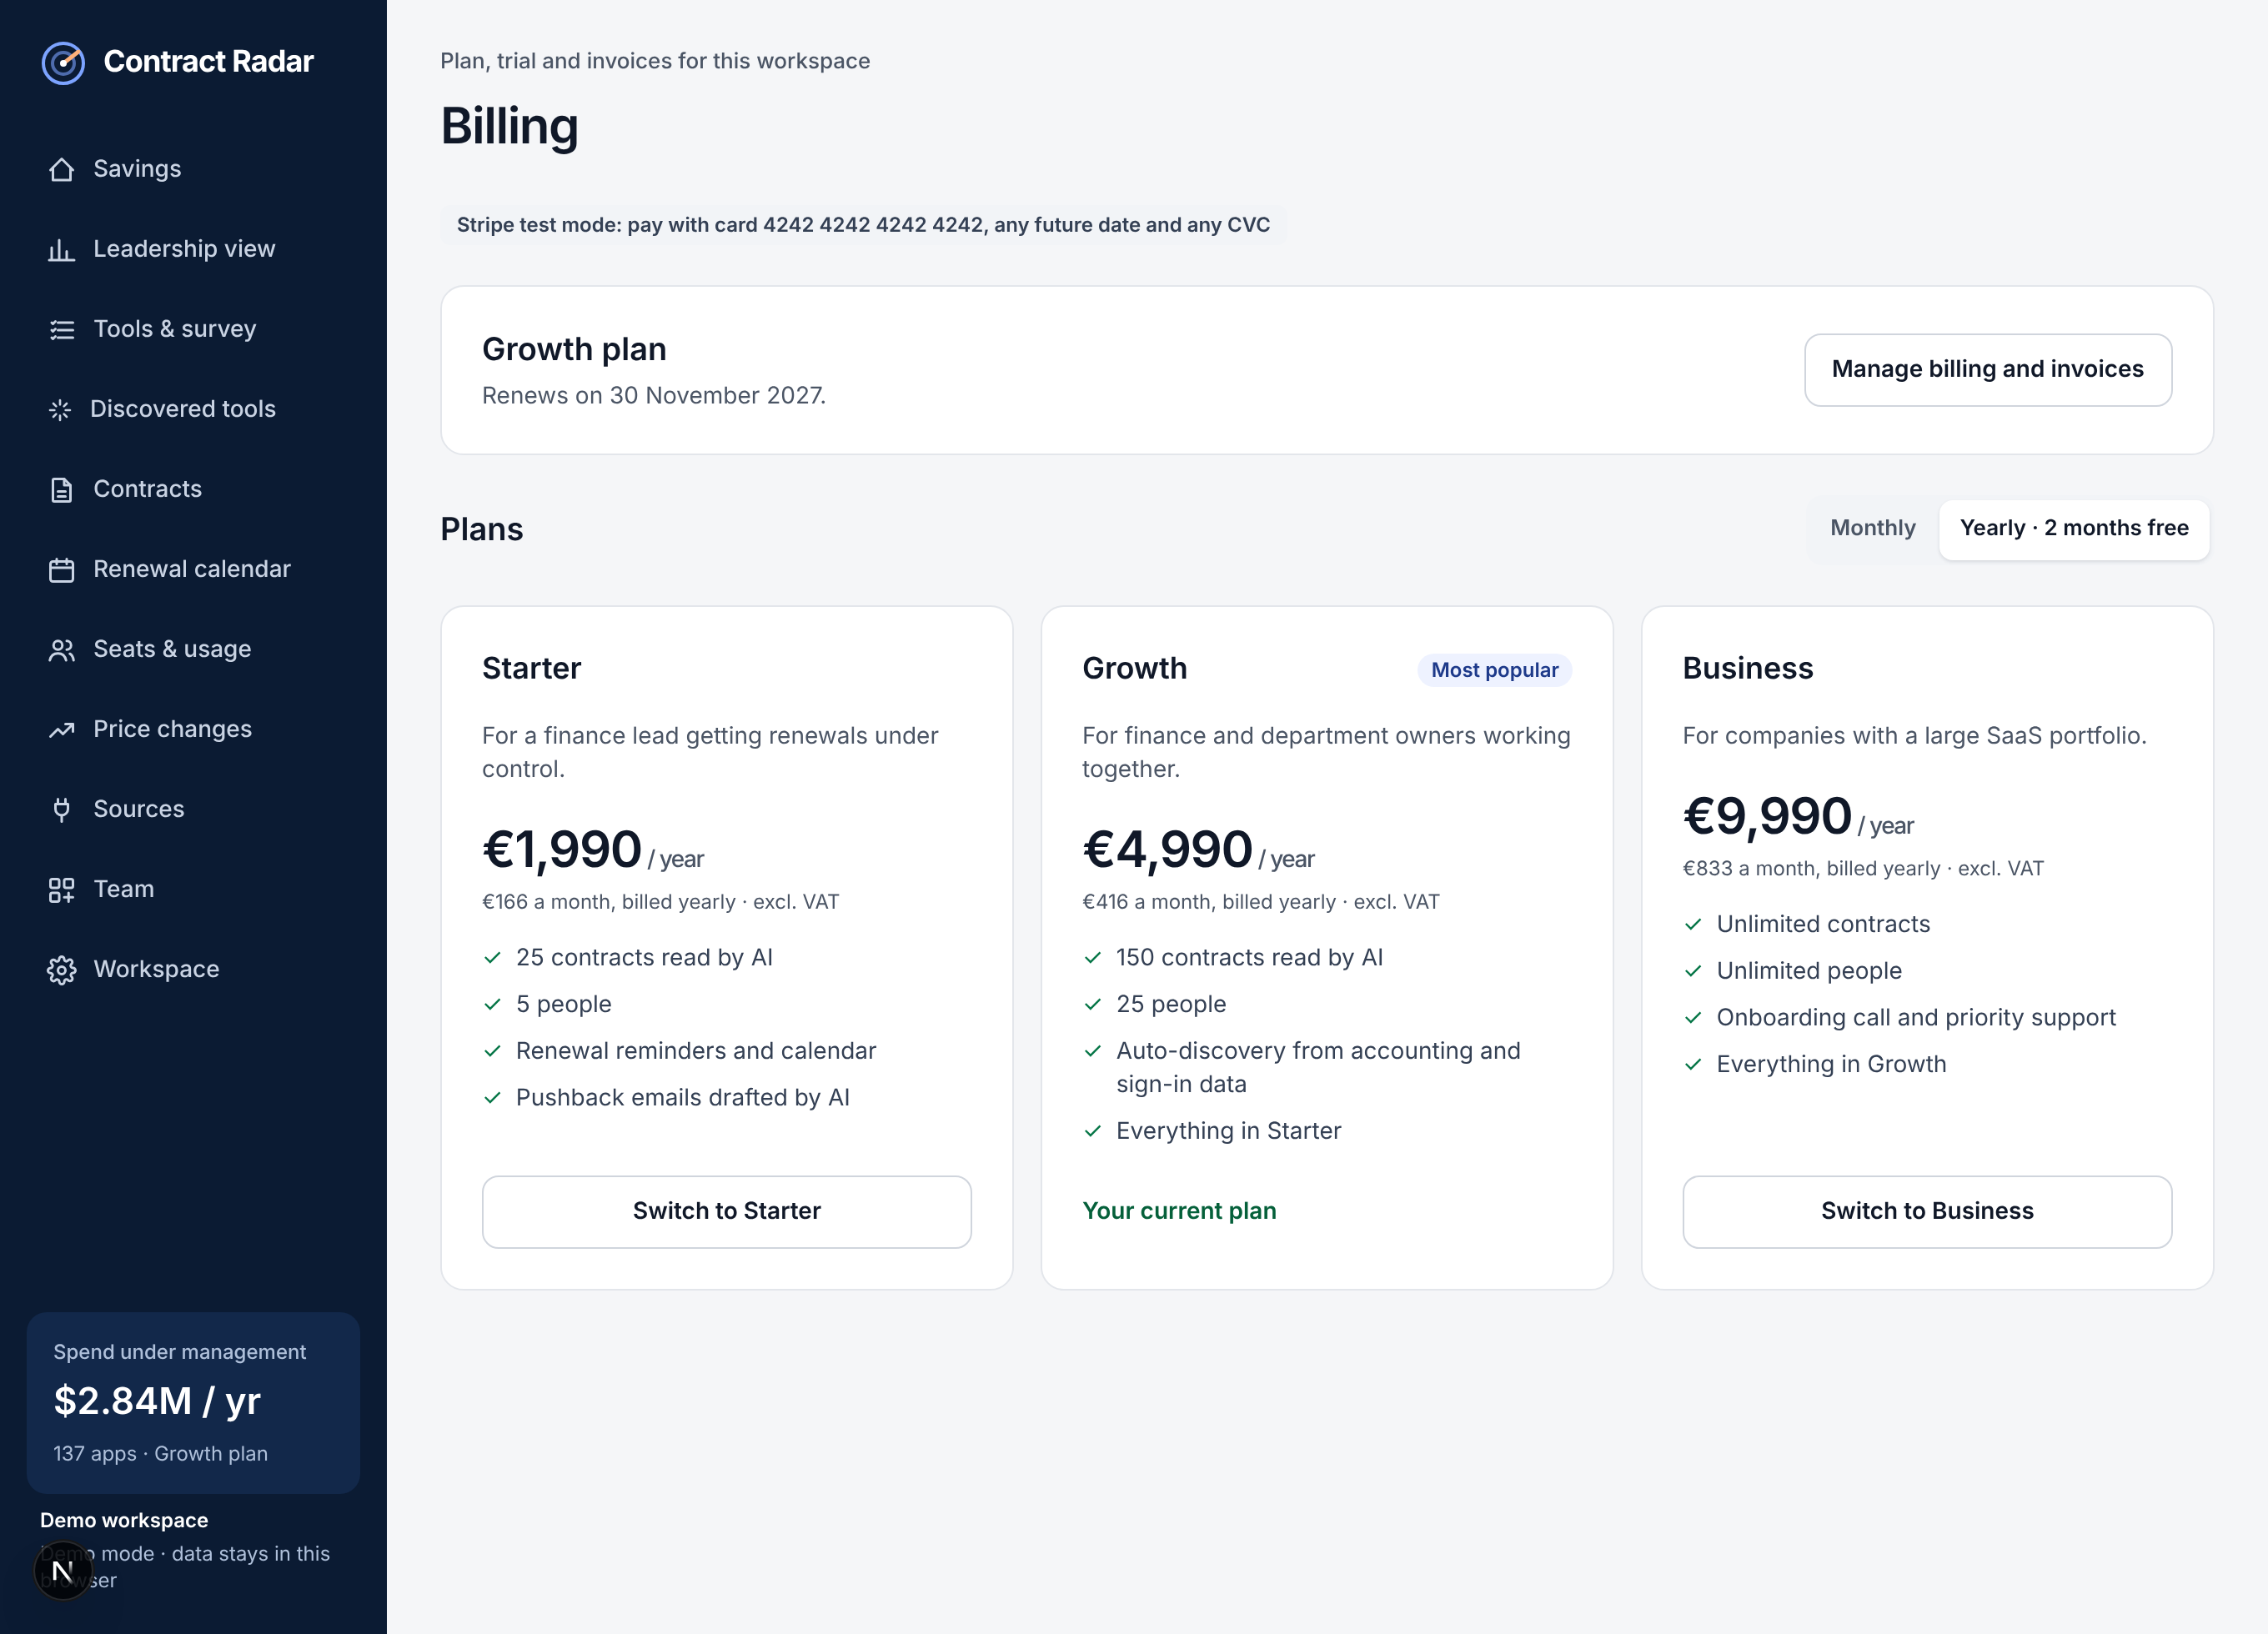 Contract Radar
Savings
Leadership view
Tools & survey
Discovered tools
Contracts
Renewal calendar
Seats & usage
Price changes
Sources
Team
Workspace
Spend under management
$2.84M / yr
137 apps · Growth plan
Demo workspace
Demo mode · data stays in this
browser
N
Plan, trial and invoices for this workspace
Billing
Stripe test mode: pay with card 4242 4242 4242 4242, any future date and any CVC
Growth plan
Renews on 30 November 2027.
Manage billing and invoices
Plans
Monthly
Yearly · 2 months free
Starter
For a finance lead getting renewals under
control.
€1,990 / year
€166 a month, billed yearly · excl. VAT
25 contracts read by AI
5 people
Renewal reminders and calendar
Pushback emails drafted by AI
Switch to Starter
Growth
Most popular
For finance and department owners working
together.
€4,990 / year
€416 a month, billed yearly · excl. VAT
150 contracts read by AI
25 people
Auto-discovery from accounting and
sign-in data
Everything in Starter
Your current plan
Business
For companies with a large SaaS portfolio.
€9,990 / year
€833 a month, billed yearly · excl. VAT
Unlimited contracts
Unlimited people
Onboarding call and priority support
Everything in Growth
Switch to Business